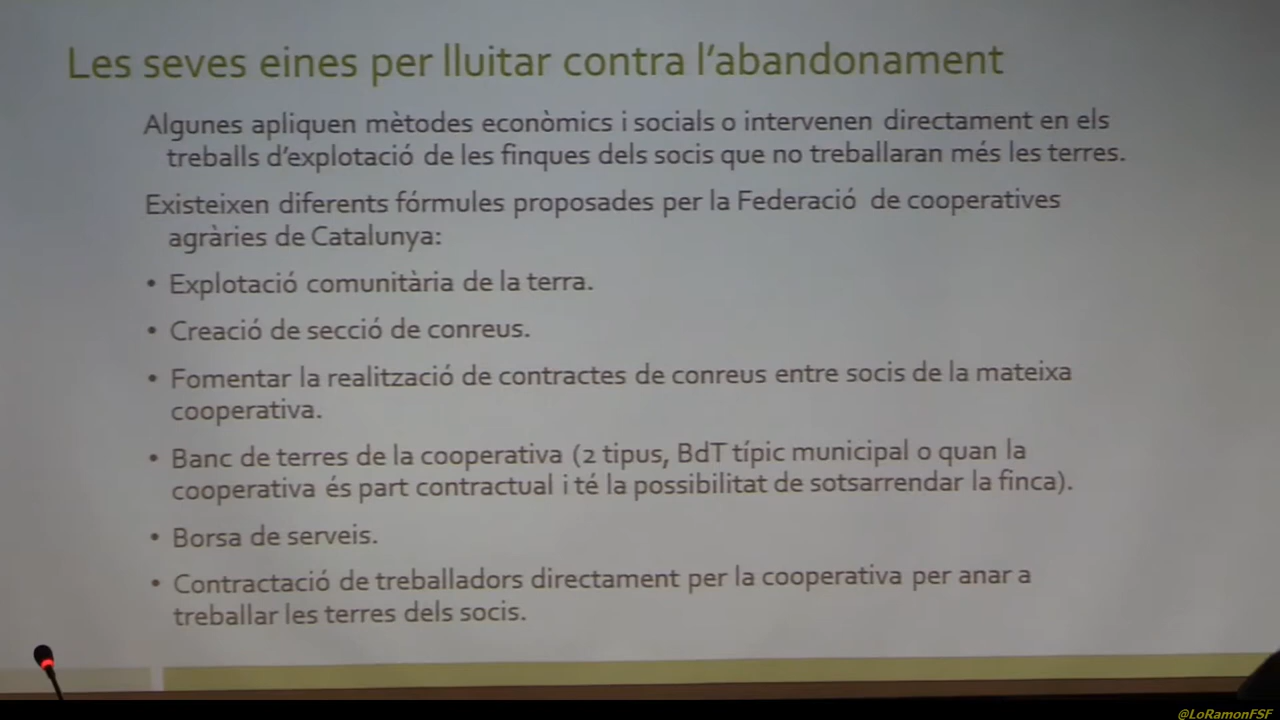 Les seves eines per lluitar contra l'abandonament
Algunes apliquen mètodes econòmics i socials o intervenen directament en els
treballs d'explotació de les finques dels socis que no treballaran més les terres.
Existeixen diferents fórmules proposades per la Federació de cooperatives
agràries de Catalunya:
• Explotació comunitària de la terra.
• Creació de secció de conreus.
• Fomentar la realització de contractes de conreus entre socis de la mateixa
cooperativa.
• Banc de terres de la cooperativa (2 tipus, BdT típic municipal o quan la
cooperativa és part contractual i té la possibilitat de sotsarrendar la finca).
• Borsa de serveis.
• Contractació de treballadors directament per la cooperativa per anar a
treballar les terres dels socis.
@LoRamonFSF